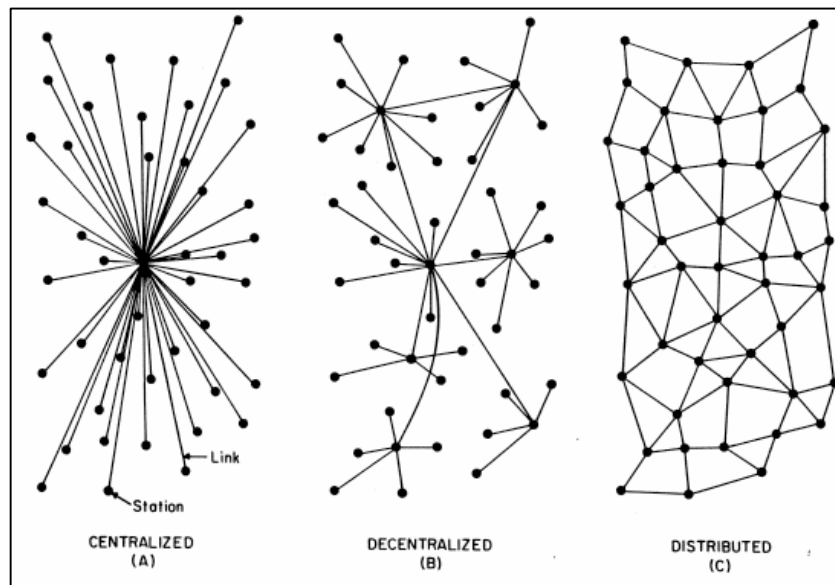 Link
Station
CENTRALIZED
(A)
DECENTRALIZED
(B)
DISTRIBUTED
(C)